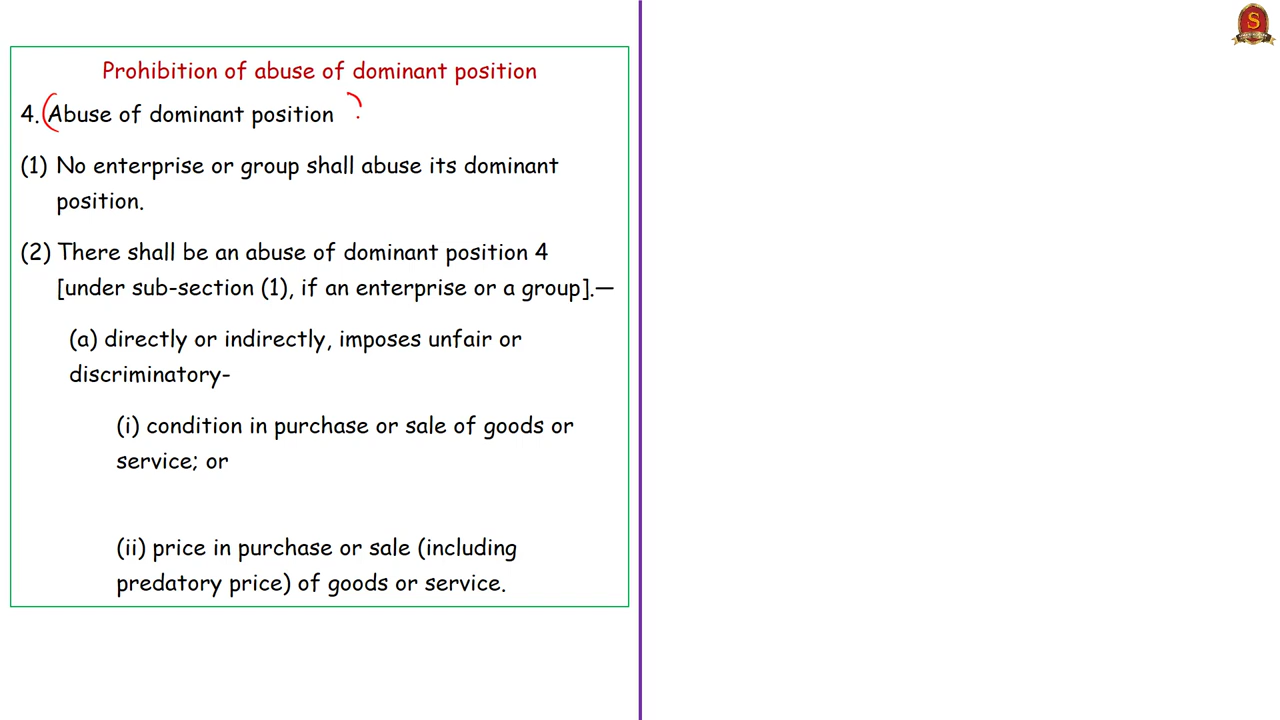 Prohibition of abuse of dominant position
4. Abuse of dominant position
(1) No enterprise or group shall abuse its dominant
position.
(2) There shall be an abuse of dominant position 4
[under sub-section (1), if an enterprise or a group].—
(a) directly or indirectly, imposes unfair or
discriminatory-
(i) condition in purchase or sale of goods or
service; or
(ii) price in purchase or sale (including
predatory price) of goods or service.
S